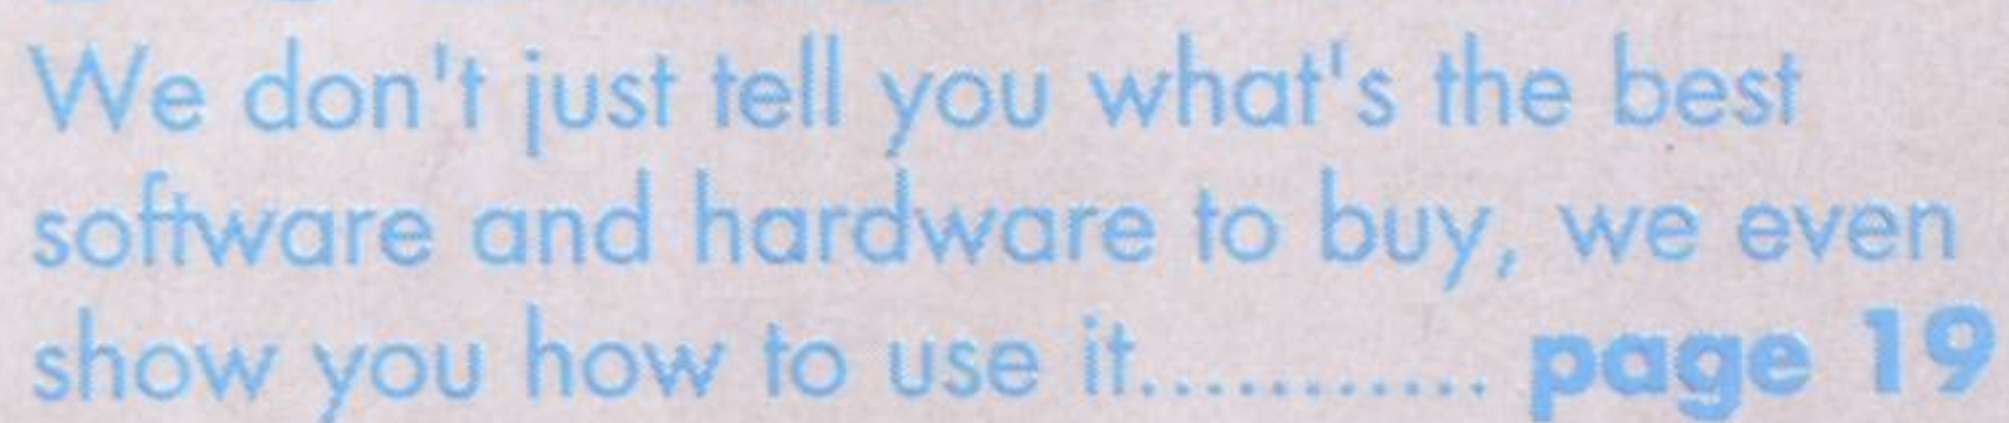 We don't just tell you what's the best
software and hardware to buy, we even
show you how to use it........... page 19